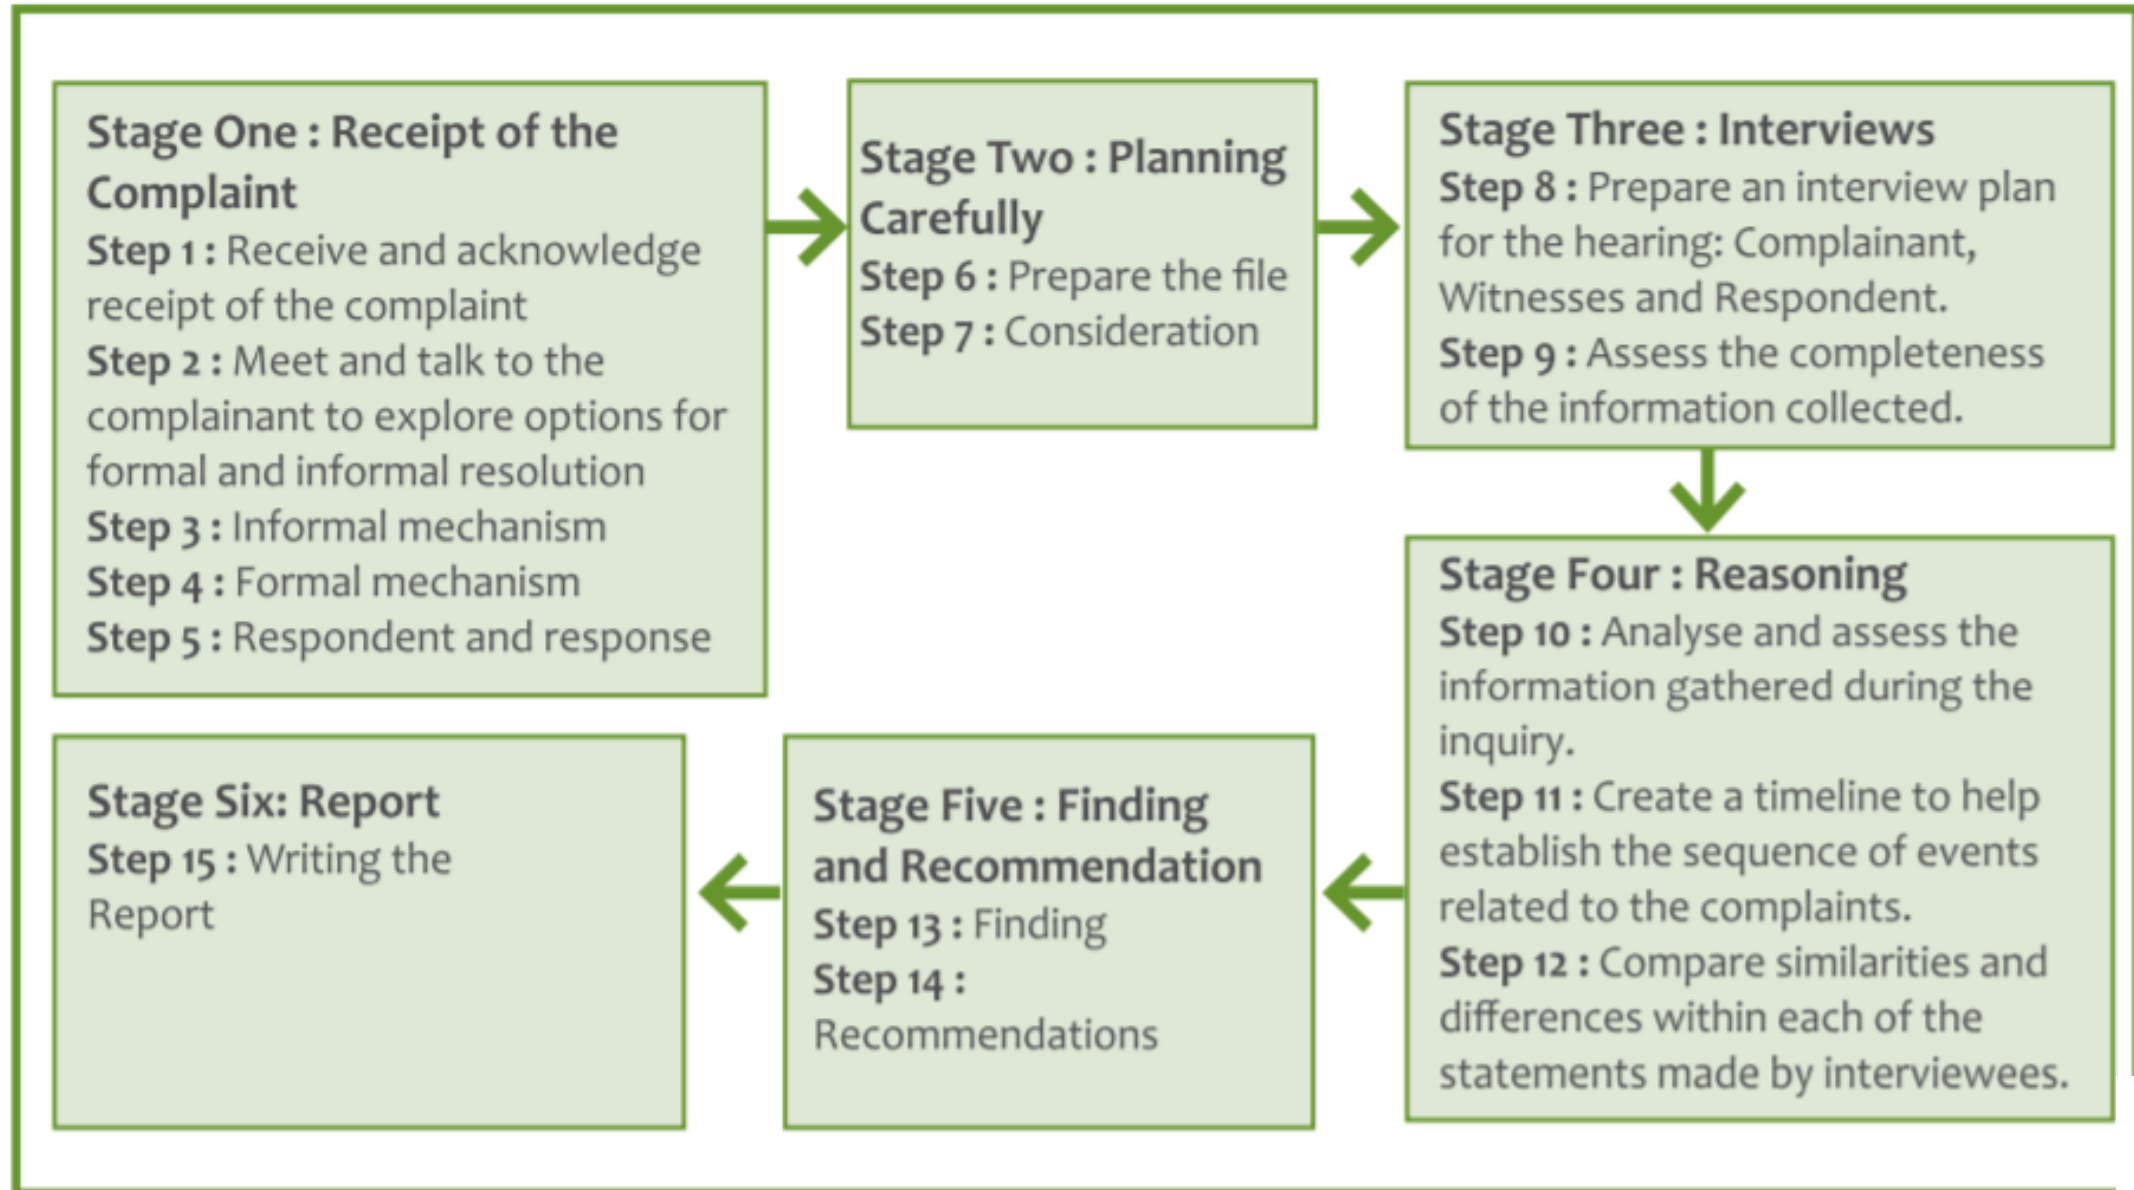 Stage One : Receipt of the
Complaint
Step 1 : Receive and acknowledge
receipt of the complaint
Step 2 : Meet and talk to the
complainant to explore options for
formal and informal resolution
Step 3 : Informal mechanism
Step 4 : Formal mechanism
Step 5 : Respondent and response
Stage Two : Planning
Carefully
Step 6 : Prepare the file
Step 7 : Consideration
Stage Three : Interviews
Step 8 : Prepare an interview plan
for the hearing: Complainant,
Witnesses and Respondent.
Step 9 : Assess the completeness
of the information collected.
Stage Four : Reasoning
Step 10 : Analyse and assess the
information gathered during the
inquiry.
Step 11 : Create a timeline to help
establish the sequence of events
related to the complaints.
Step 12 : Compare similarities and
differences within each of the
statements made by interviewees.
Stage Five : Finding
and Recommendation
Step 13 : Finding
Step 14 :
Recommendations
Stage Six: Report
Step 15 : Writing the
Report